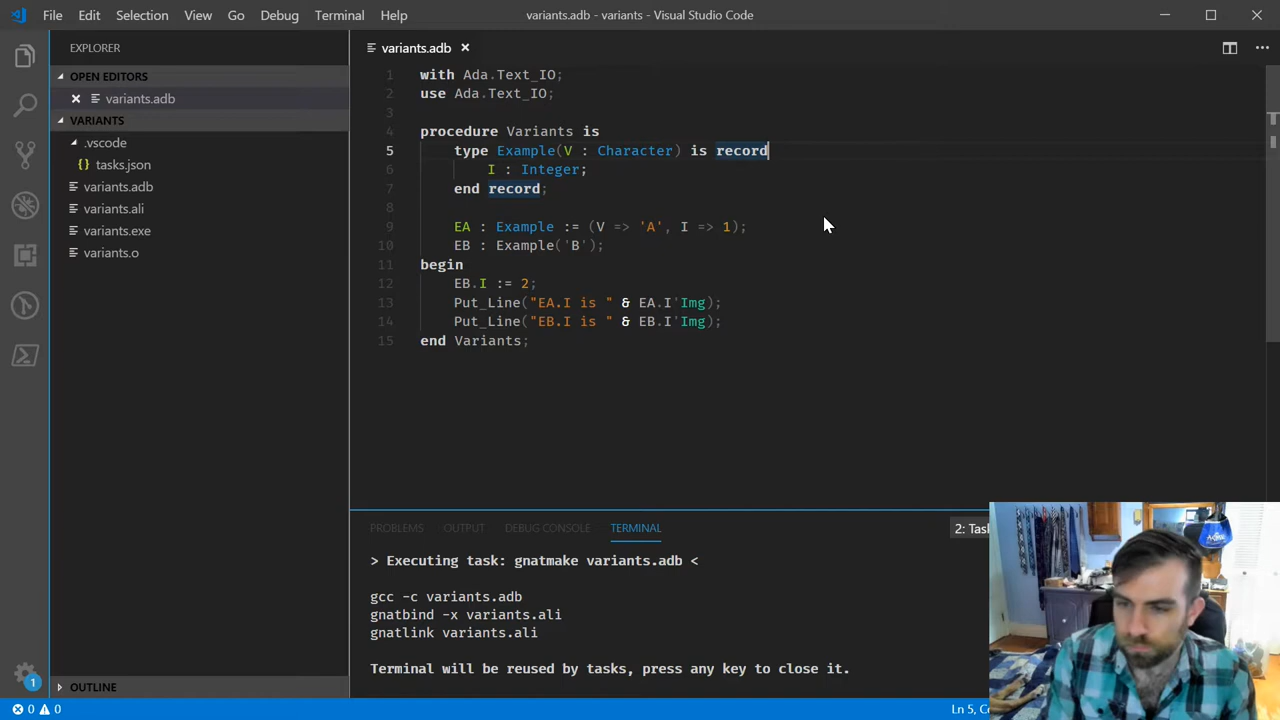 File Edit Selection View Go Debug Terminal Help
variants.adb - variants - Visual Studio Code
EXPLORER
OPEN EDITORS
variants.adb
VARIANTS
.vscode
{} tasks.json
variants.adb
variants.ali
variants.exe
variants.o
OUTLINE
variants.adb
1 with Ada.Text_IO;
2 use Ada.Text_IO;
3
4 procedure Variants is
5 type Example(V : Character) is record
6 I : Integer;
7 end record;
8
9 EA : Example := (V => 'A', I => 1);
10 EB : Example('B');
11 begin
12 EB.I := 2;
13 Put_Line("EA.I is " & EA.I'Img);
14 Put_Line("EB.I is " & EB.I'Img);
15 end Variants;
PROBLEMS OUTPUT DEBUG CONSOLE TERMINAL
2: Task
> Executing task: gnatmake variants.adb <
gcc -c variants.adb
gnatbind -x variants.ali
gnatlink variants.ali
Terminal will be reused by tasks, press any key to close it.
1
0 0
Ln 5,